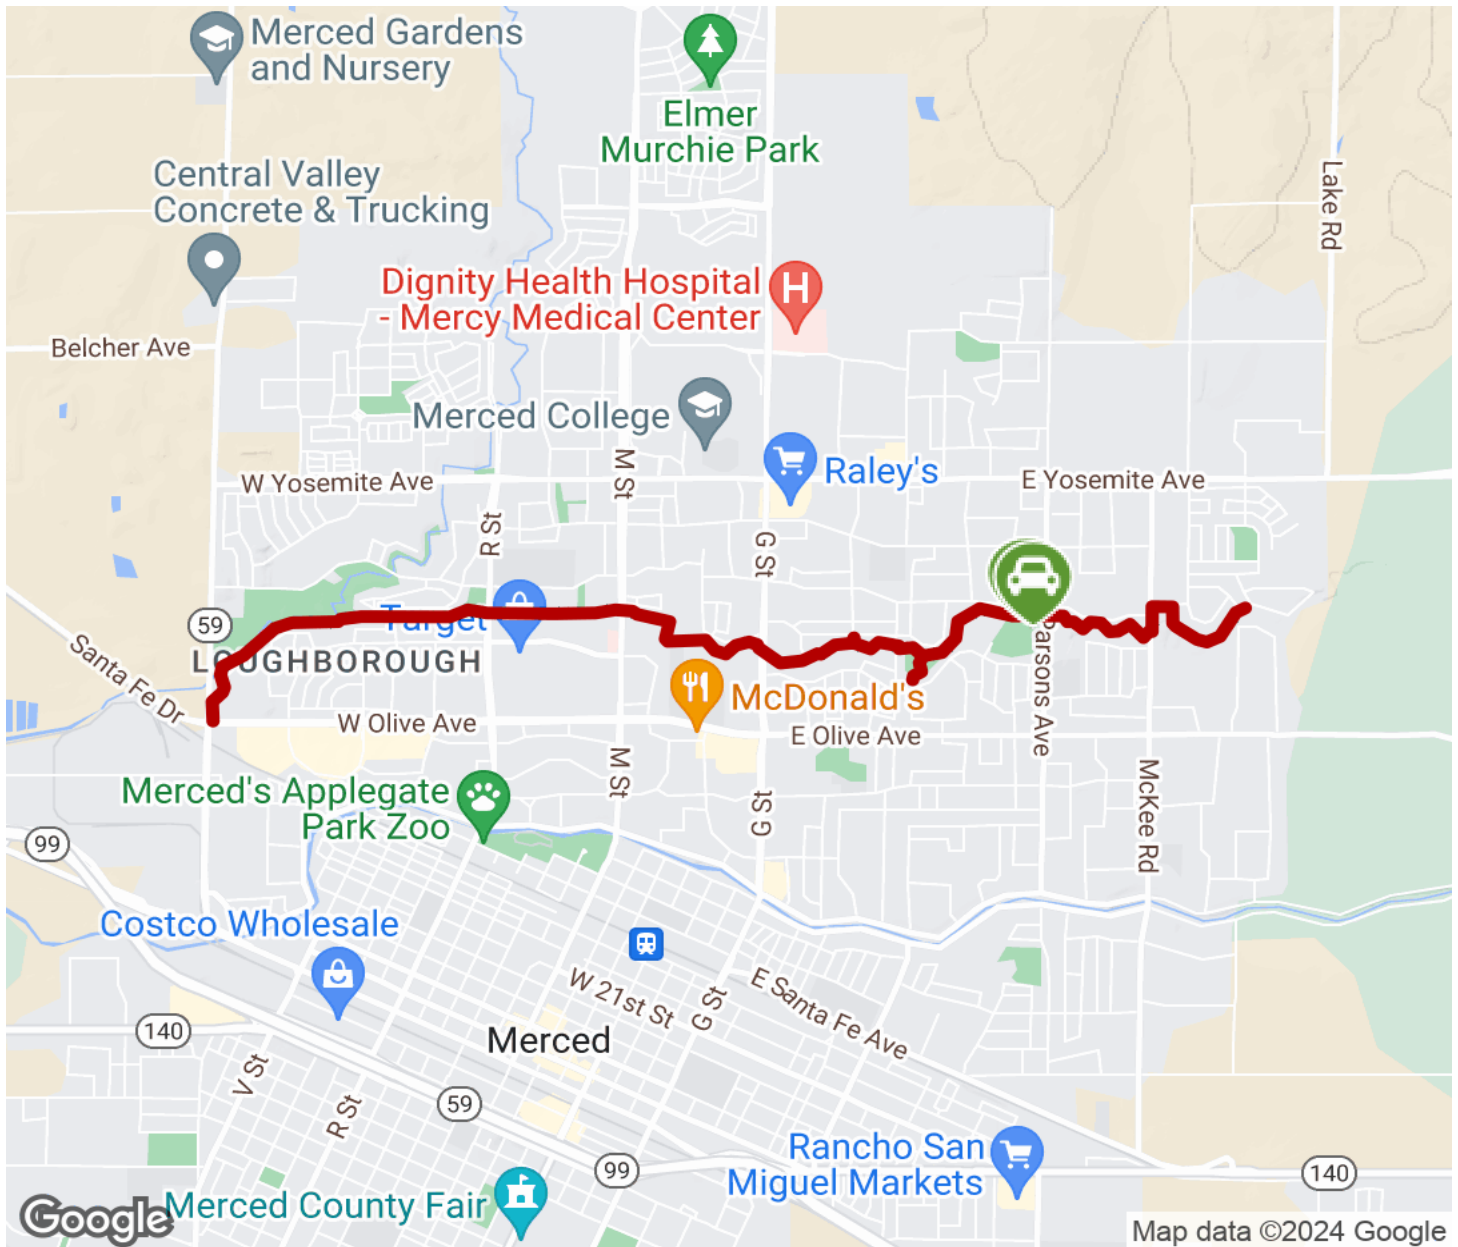 Merced Gardens
and Nursery
Elmer
Murchie Park
Central Valley
Concrete & Trucking
Lake Rd
Dignity Health Hospital
- Mercy Medical Center
Belcher Ave
Merced College
M St
Raley's
W Yosemite Ave
E Yosemite Ave
R St
G St
59
Target
LOUGHBOROUGH
Santa Fe Dr
Parsons Ave
McDonald's
W Olive Ave
E Olive Ave
M St
McKee Rd
Merced's Applegate
Park Zoo
G St
99
Costco Wholesale
W 21st St
G St
E Santa Fe Ave
140
Merced
V St
R St
59
99
Rancho San
Miguel Markets
140
Merced County Fair
Google
Map data ©2024 Google